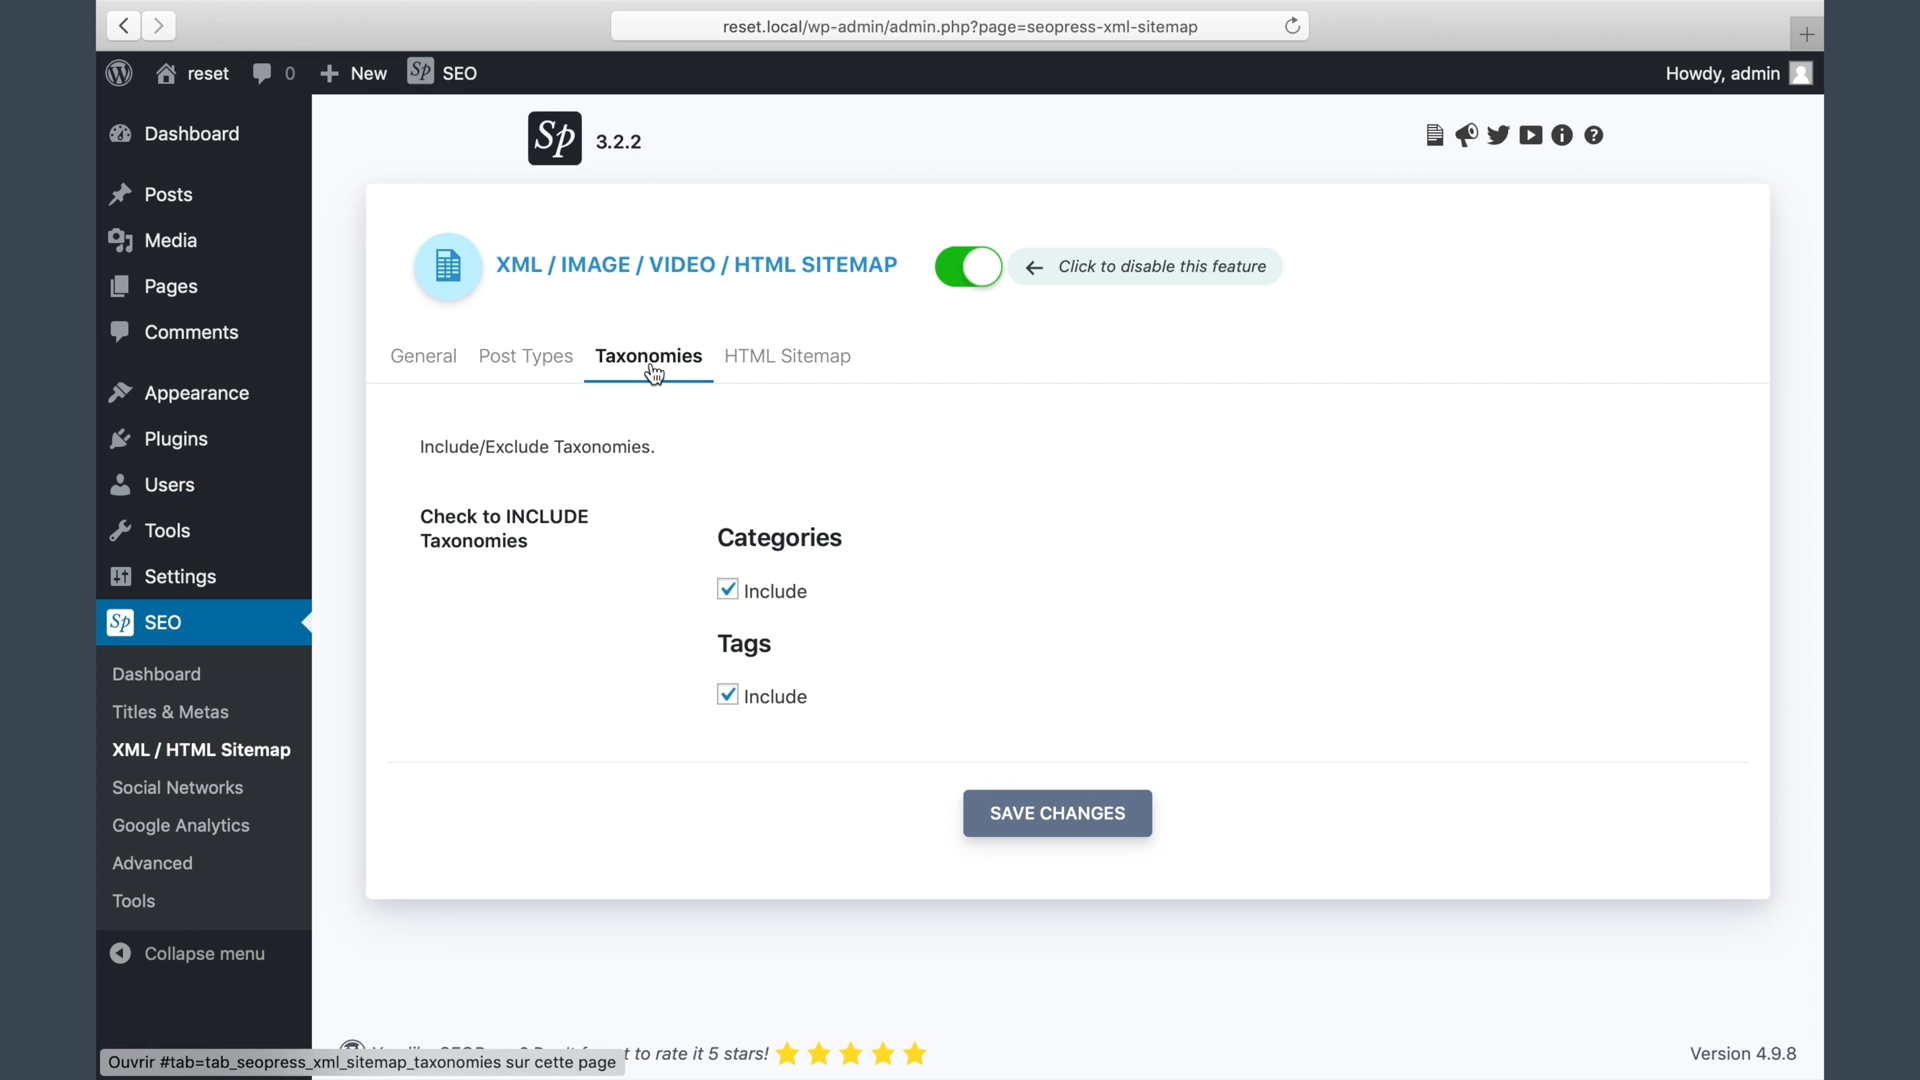 reset.local/wp-admin/admin.php?page=seopress-xml-sitemap
reset
0
New
Sp SEO
Howdy, admin
Dashboard
Posts
Media
Pages
Comments
Appearance
Plugins
Users
Tools
Settings
Sp SEO
Dashboard
Titles & Metas
XML / HTML Sitemap
Social Networks
Google Analytics
Advanced
Tools
Collapse menu
Sp 3.2.2
XML / IMAGE / VIDEO / HTML SITEMAP
Click to disable this feature
General
Post Types
Taxonomies
HTML Sitemap
Include/Exclude Taxonomies.
Check to INCLUDE
Taxonomies
Categories
Include
Tags
Include
SAVE CHANGES
to rate it 5 stars!
Version 4.9.8
Ouvrir #tab=tab_seopress_xml_sitemap_taxonomies sur cette page